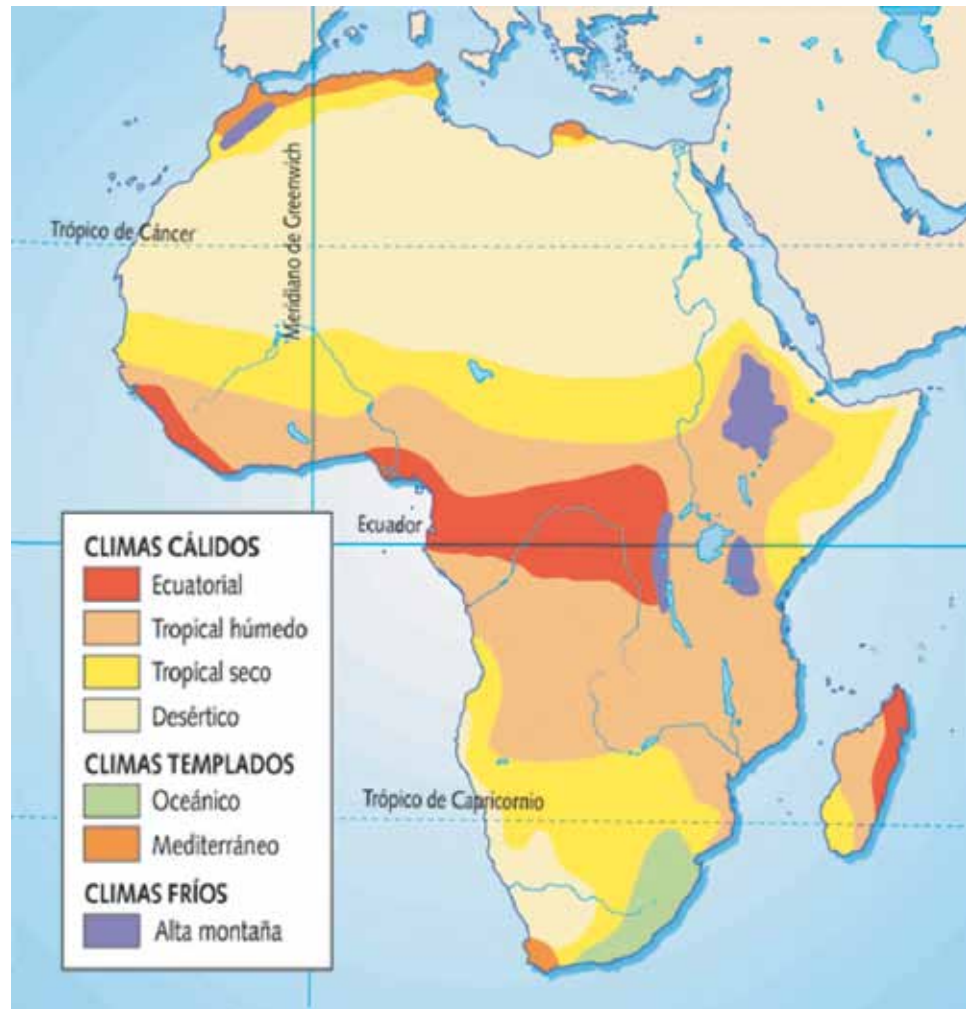 Trópico de Cáncer
Meridiano de Greenwich
Ecuador
CLIMAS CÁLIDOS
Ecuatorial
Tropical húmedo
Tropical seco
Desértico
CLIMAS TEMPLADOS
Oceánico
Mediterráneo
CLIMAS FRÍOS
Alta montaña
Trópico de Capricornio